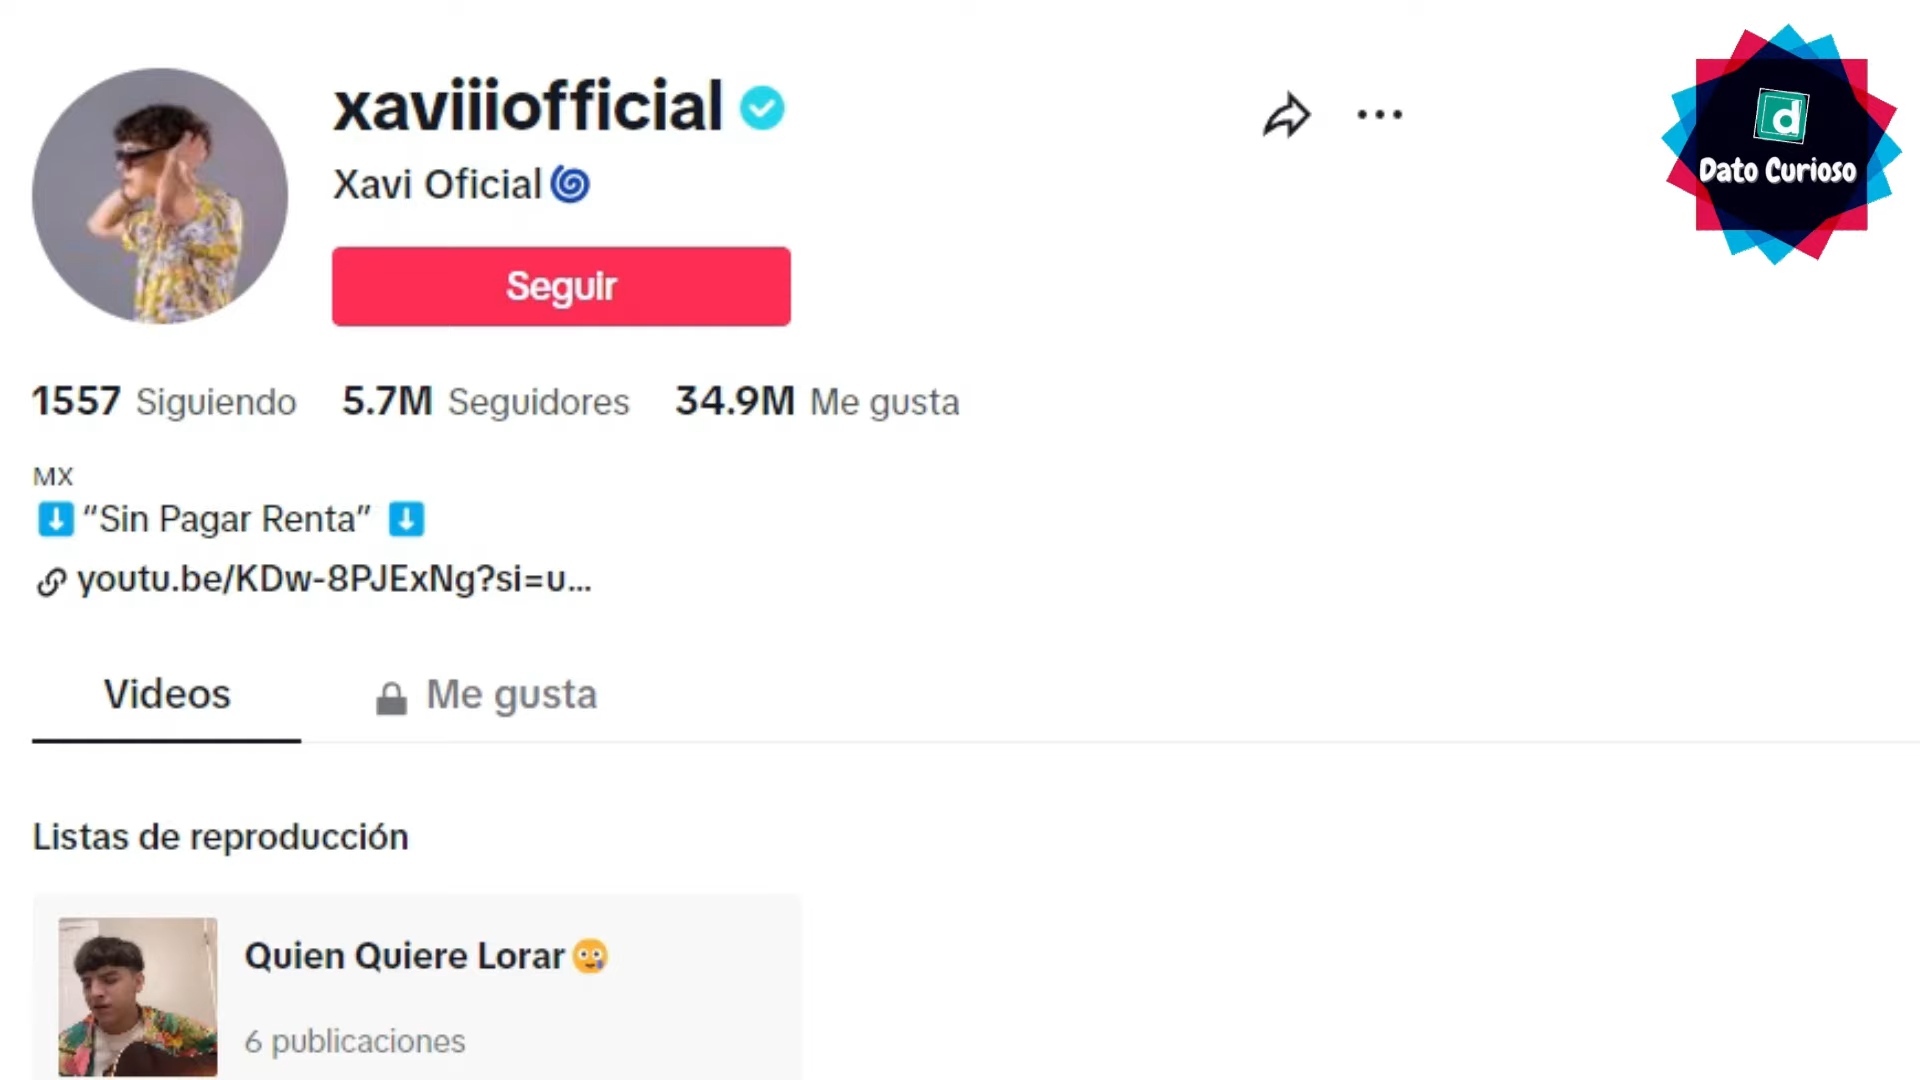 xaviiiofficial
Xavi Oficial
Seguir
1557 Siguiendo 5.7M Seguidores 34.9M Me gusta
MX
“Sin Pagar Renta”
youtu.be/KDw-8PJExNg?si=u...
Videos Me gusta
Listas de reproducción
Quien Quiere Lorar
6 publicaciones
d
Dato Curioso